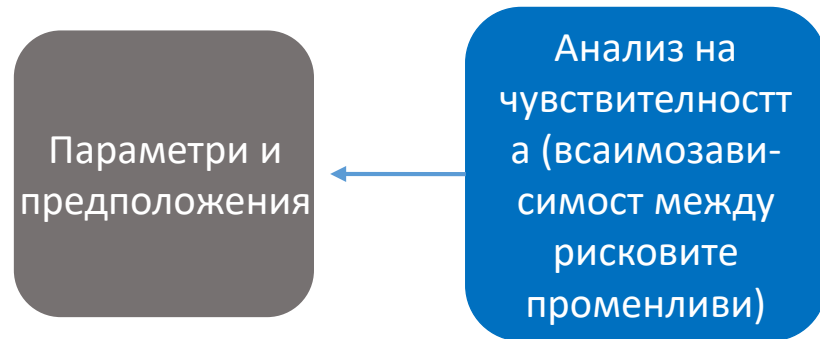 Параметри и
предположения
Анализ на
чувствителностт
а (всаимозави-
симост между
рисковите
променливи)